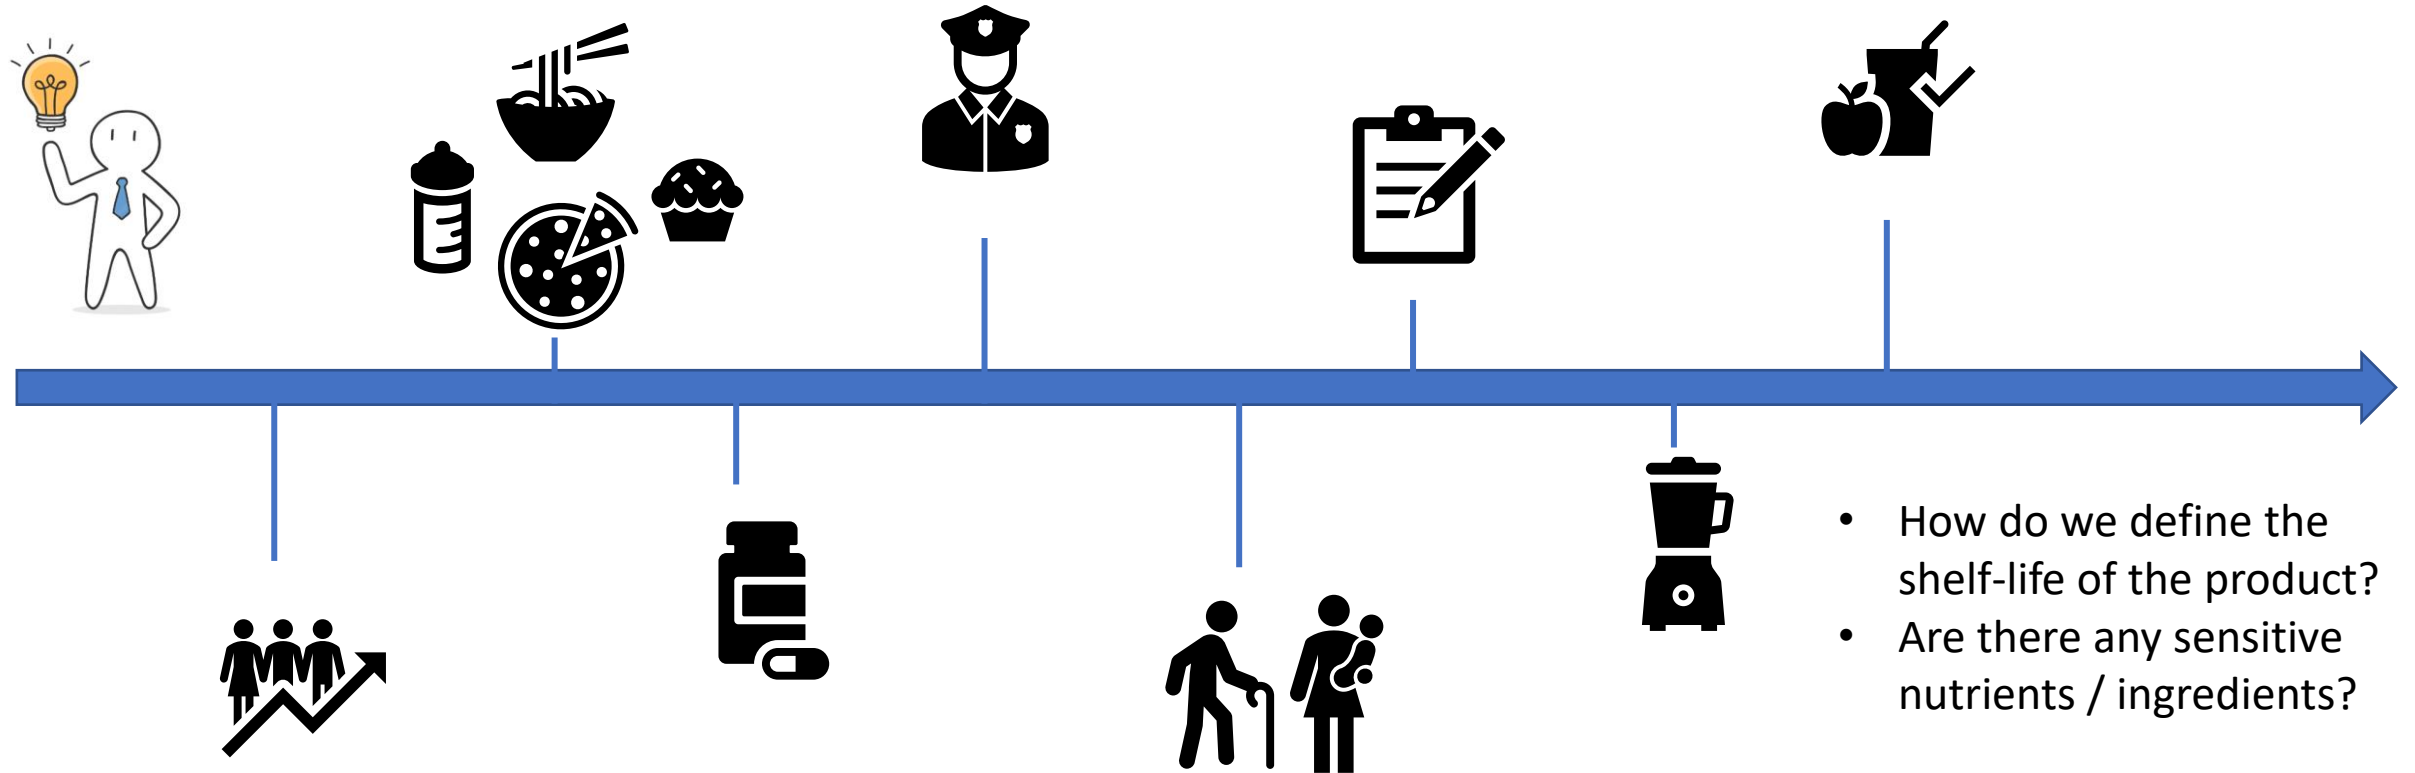 • How do we define the
shelf-life of the product?
• Are there any sensitive
nutrients / ingredients?